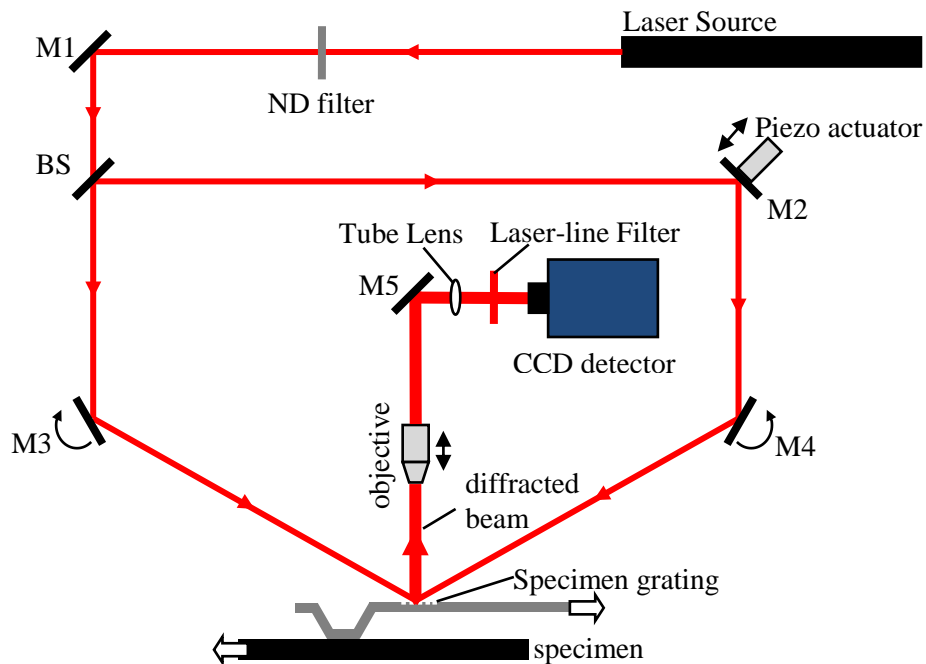 Laser Source
M1
ND filter
BS
Piezo actuator
M2
Tube Lens
Laser-line Filter
M5
CCD detector
M3
M4
objective
diffracted
beam
Specimen grating
specimen